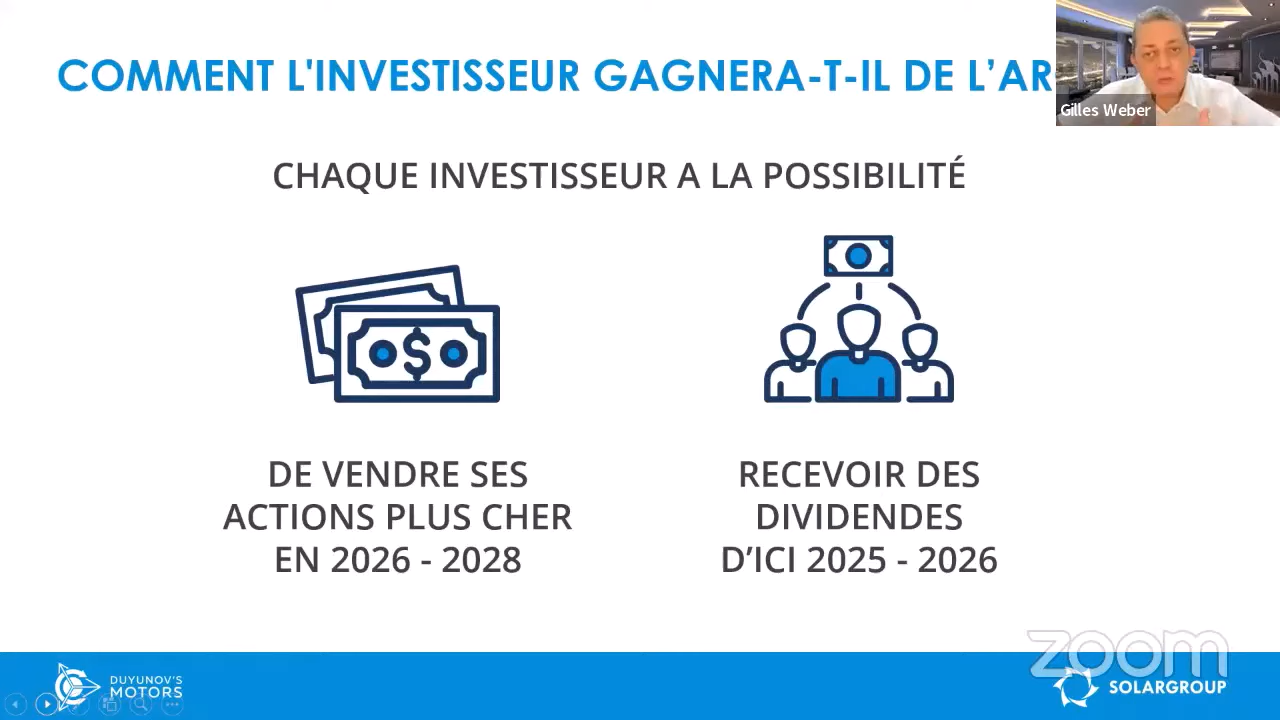 COMMENT L'INVESTISSEUR GAGNERA-T-IL DE L’AR
Gilles Weber
CHAQUE INVESTISSEUR A LA POSSIBILITÉ
$
DE VENDRE SES
ACTIONS PLUS CHER
EN 2026 - 2028
RECEVOIR DES
DIVIDENDES
D’ICI 2025 - 2026
zoom
DUYUNOV'S
MOTORS
SOLARGROUP